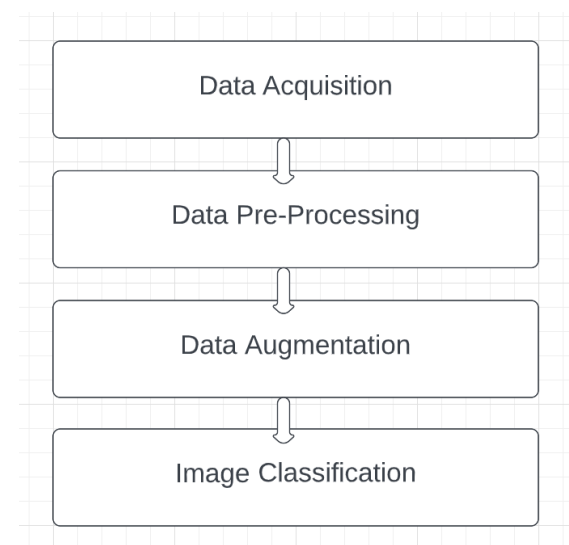 Data Acquisition
Data Pre-Processing
Data Augmentation
Image Classification